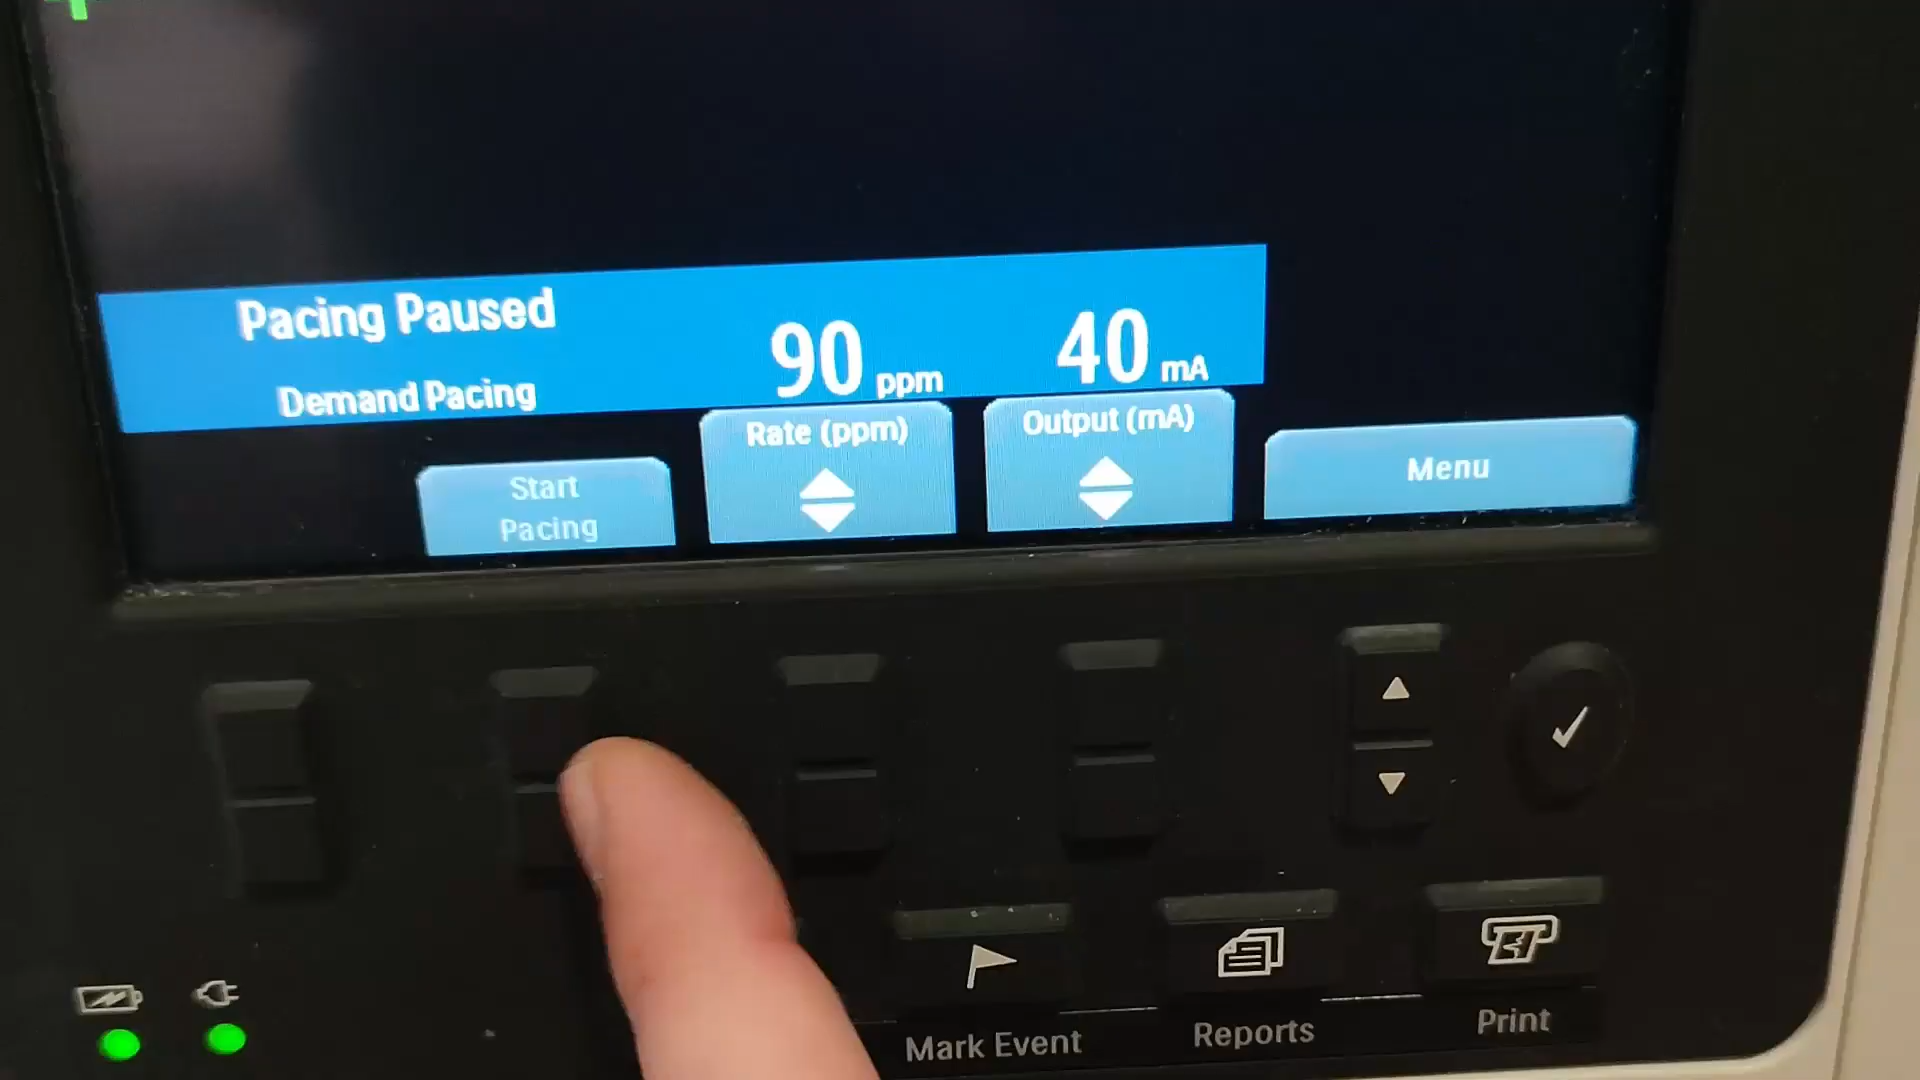 Pacing Paused
90 ppm
40 mA
Demand Pacing
Rate (ppm)
Output (mA)
Start
Pacing
Menu
Mark Event
Reports
Print